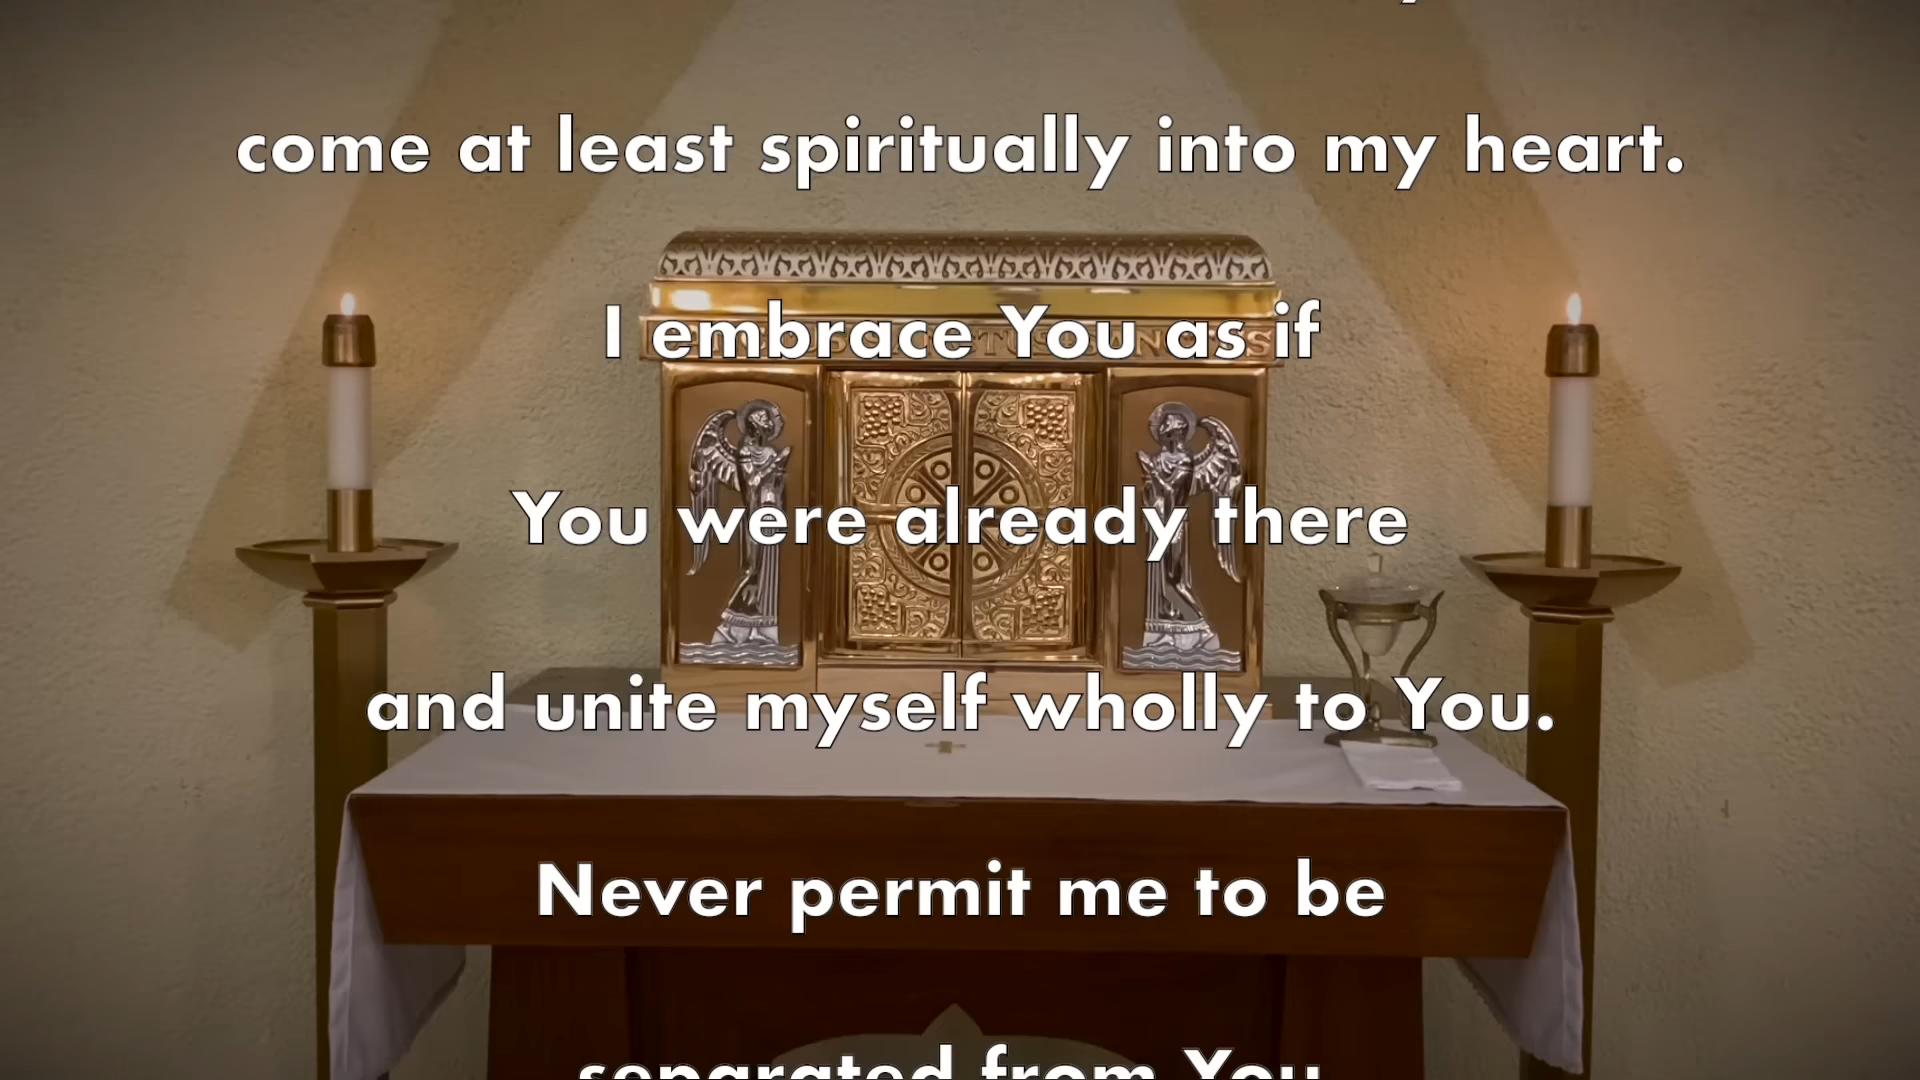 come at least spiritually into my heart.
I embrace You as if
You were already there
and unite myself wholly to You.
Never permit me to be
separated from You